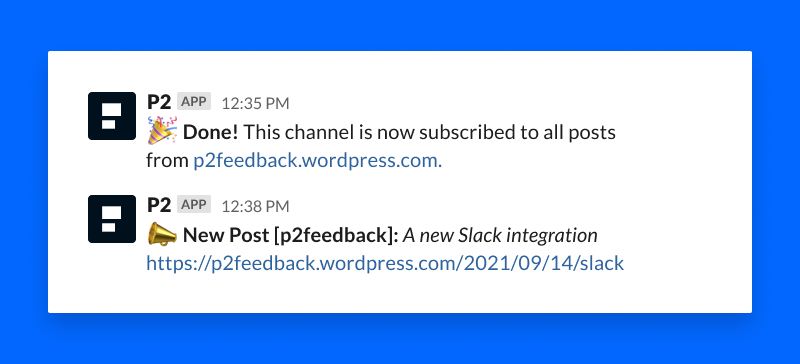 P2 APP 12:35 PM
🎉 Done! This channel is now subscribed to all posts
from p2feedback.wordpress.com.
P2 APP 12:38 PM
📣 New Post [p2feedback]: A new Slack integration
https://p2feedback.wordpress.com/2021/09/14/slack